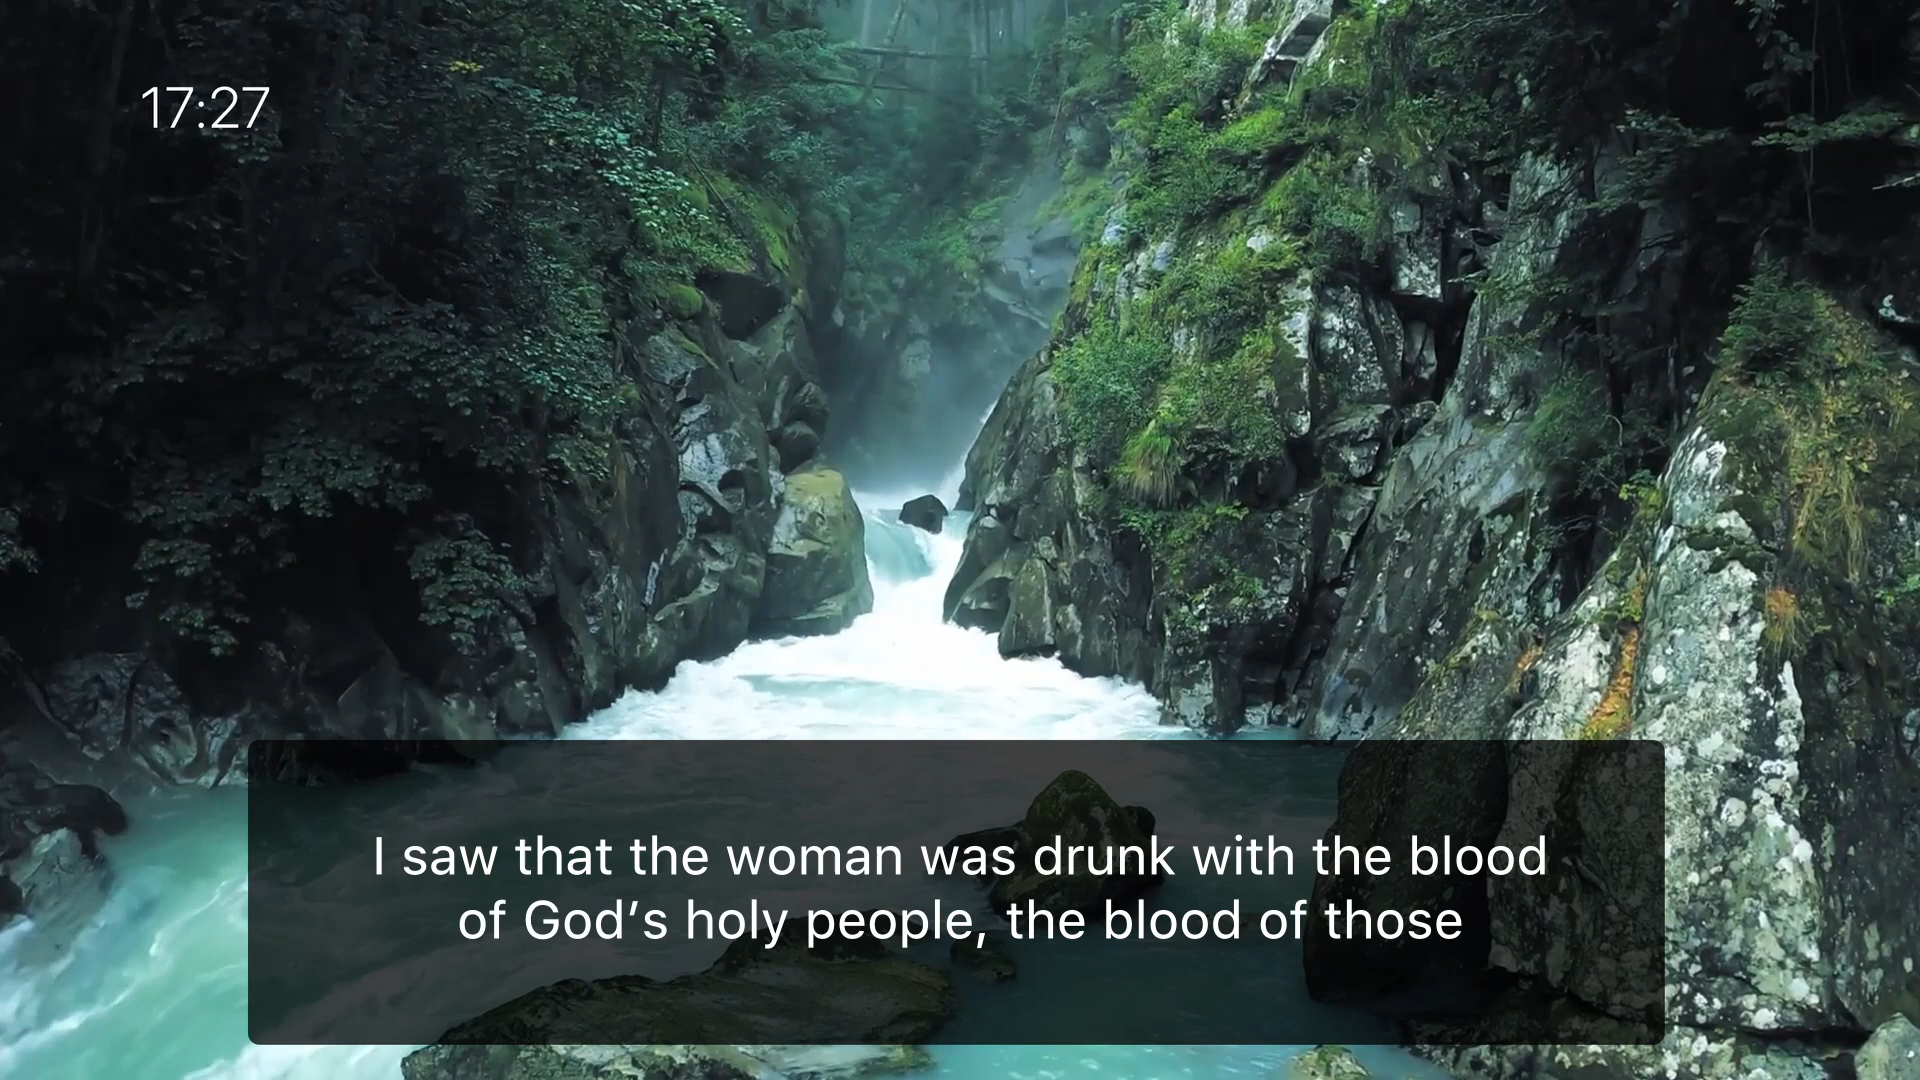 17:27
I saw that the woman was drunk with the blood
of God’s holy people, the blood of those